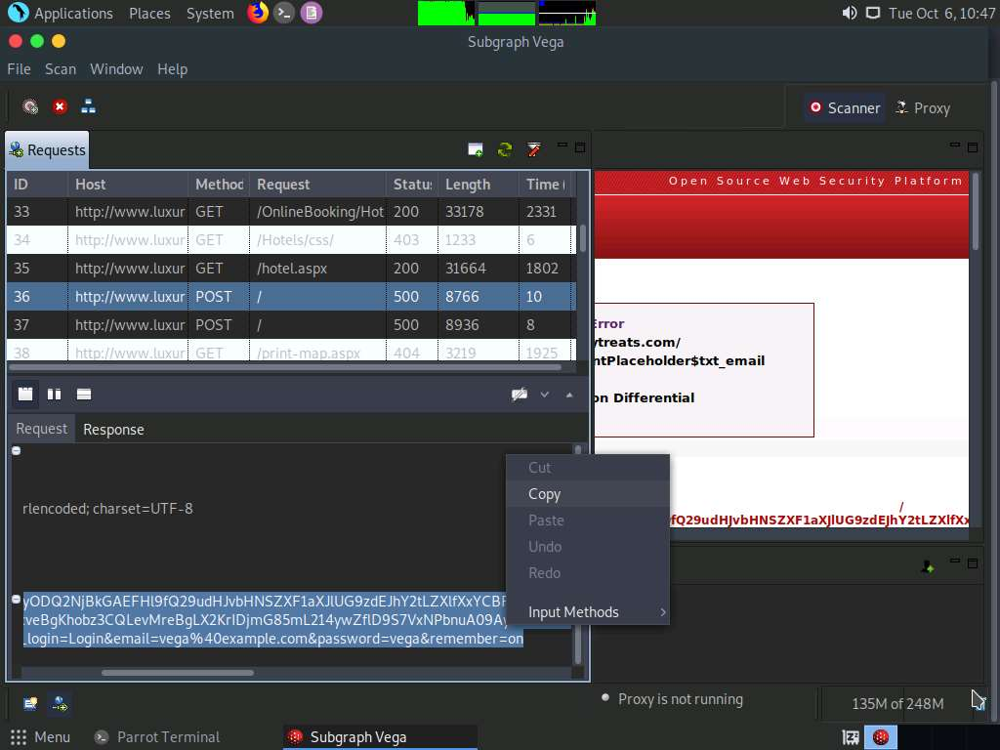 Applications Places System Tue Oct 6, 10:47
Subgraph Vega
File Scan Window Help
Scanner Proxy
Requests
ID Host Method Request Status Length Time (
33 http://www.luxur GET /OnlineBooking/Hot 200 33178 2331
34 http://www.luxur GET /Hotels/css/ 403 1233 6
35 http://www.luxur GET /hotel.aspx 200 31664 1802
36 http://www.luxur POST / 500 8766 10
37 http://www.luxur POST / 500 8936 8
38 http://www.luxur GET /print-map.aspx 404 3219 1925
Open Source Web Security Platform
Error
ytreats.com/
ntPlaceholder$txt_email
on Differential
/
Request Response
rlencoded; charset=UTF-8
_login=Login&email=vega%40example.com&password=vega&remember=on
Cut
Copy
Paste
Undo
Redo
Input Methods
Proxy is not running
135M of 248M
Menu Parrot Terminal Subgraph Vega